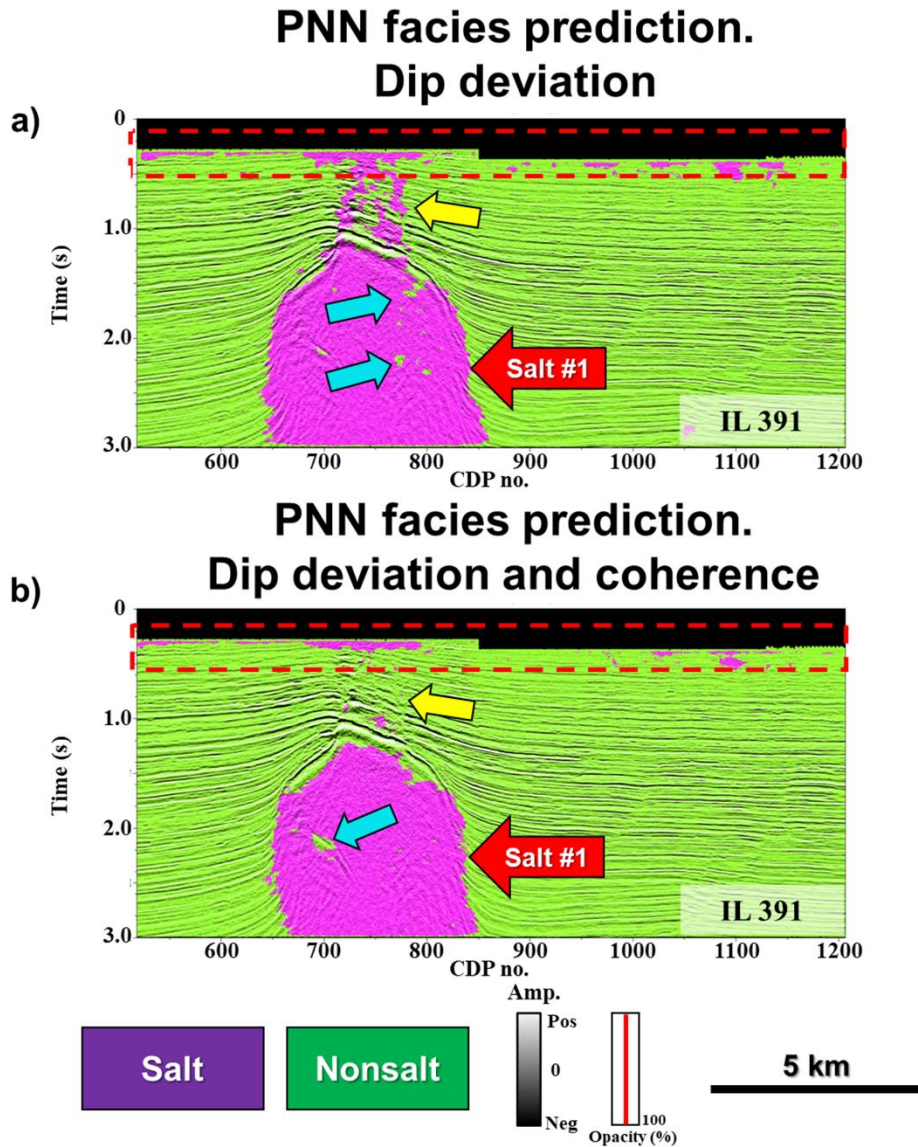 PNN facies prediction.
Dip deviation
a)
0
1.0
2.0
3.0
Time (s)
Salt #1
IL 391
600 700 800 900 1000 1100 1200
CDP no.
PNN facies prediction.
Dip deviation and coherence
b)
0
1.0
2.0
3.0
Time (s)
Salt #1
IL 391
600 700 800 900 1000 1100 1200
CDP no.
Salt
Nonsalt
Amp.
Pos
0
Neg
100
Opacity (%)
5 km